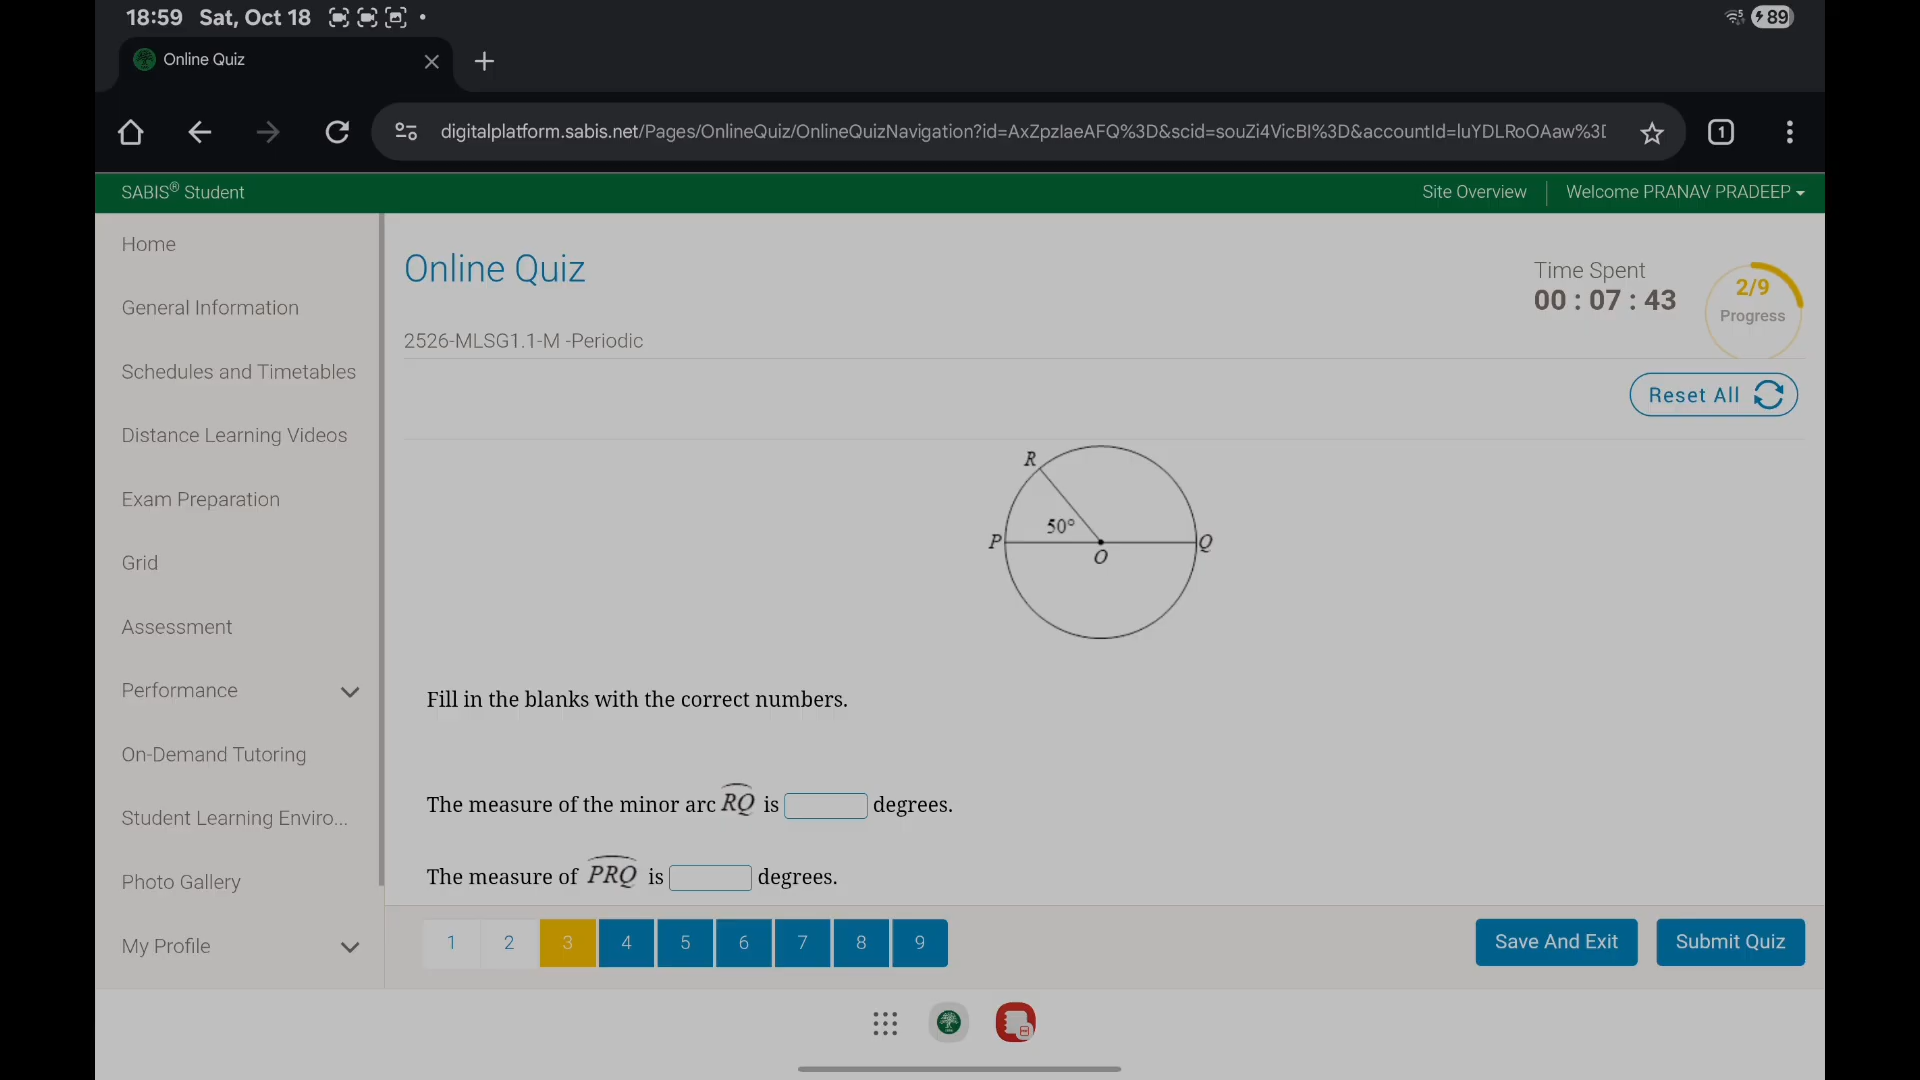 18:59 Sat, Oct 18
89
Online Quiz
digitalplatform.sabis.net/Pages/OnlineQuiz/OnlineQuizNavigation?id=AxZpzIaeAFQ%3D&scid=souZi4VicBI%3D&accountId=luYDLRoOAaw%3D
1
SABIS® Student
Site Overview
Welcome PRANAV PRADEEP
Home
General Information
Schedules and Timetables
Distance Learning Videos
Exam Preparation
Grid
Assessment
Performance
On-Demand Tutoring
Student Learning Enviro...
Photo Gallery
My Profile
Online Quiz
Time Spent
00 : 07 : 43
2/9
Progress
2526-MLSG1.1-M -Periodic
Reset All
R
50°
P
Q
O
Fill in the blanks with the correct numbers.
The measure of the minor arc RQ is degrees.
The measure of PRQ is degrees.
1 2 3 4 5 6 7 8 9
Save And Exit
Submit Quiz